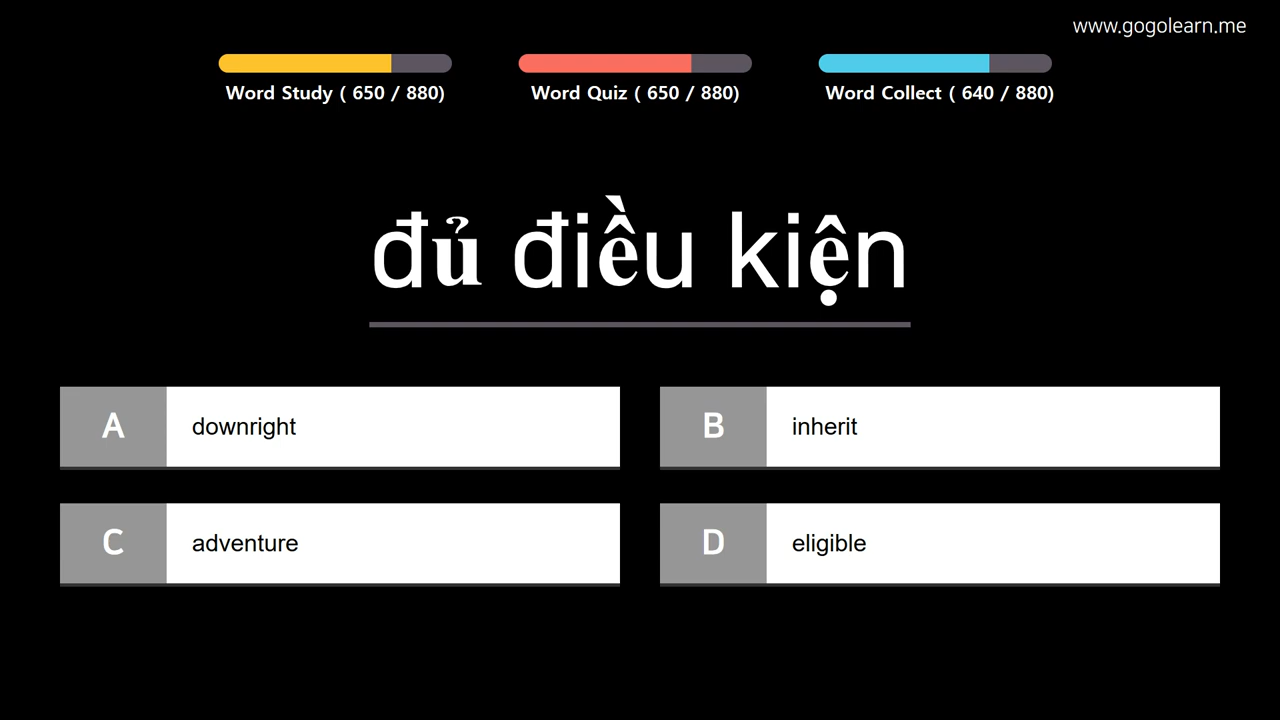 www.gogolearn.me
Word Study ( 650 / 880)
Word Quiz ( 650 / 880)
Word Collect ( 640 / 880)
đủ điều kiện
A downright
B inherit
C adventure
D eligible